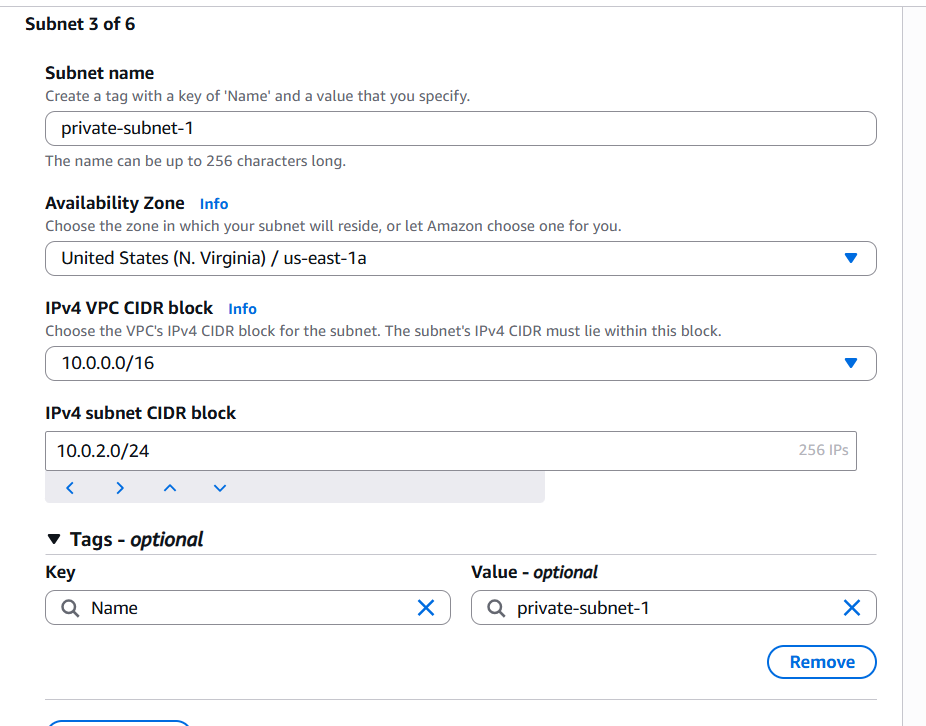 Subnet 3 of 6
Subnet name
Create a tag with a key of 'Name' and a value that you specify.
private-subnet-1
The name can be up to 256 characters long.
Availability Zone Info
Choose the zone in which your subnet will reside, or let Amazon choose one for you.
United States (N. Virginia) / us-east-1a
IPv4 VPC CIDR block Info
Choose the VPC's IPv4 CIDR block for the subnet. The subnet's IPv4 CIDR must lie within this block.
10.0.0.0/16
IPv4 subnet CIDR block
10.0.2.0/24 256 IPs
Tags - optional
Key Value - optional
Name private-subnet-1
Remove